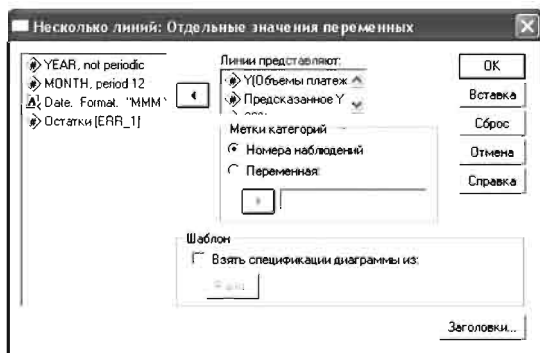 Несколько линий: Отдельные значения переменных
YEAR, not periodic
MONTH, period 12
Date. Format. "MMM
Остатки [ERR_1]
Линии представляют:
Y[Объемы платеж
Предсказанное Y
Метки категорий
Номера наблюдений
Переменная:
OK
Вставка
Сброс
Отмена
Справка
Шаблон
Взять спецификации диаграммы из:
Заголовки...